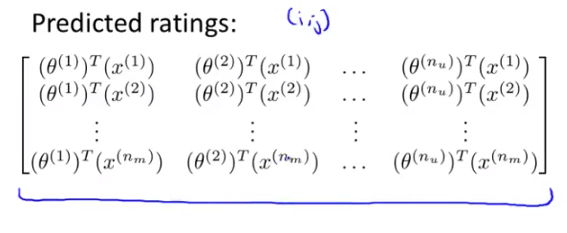 Predicted ratings: (i,j)
(θ^{(1)})^T(x^{(1)}) (θ^{(2)})^T(x^{(1)}) … (θ^{(n_u)})^T(x^{(1)})
(θ^{(1)})^T(x^{(2)}) (θ^{(2)})^T(x^{(2)}) … (θ^{(n_u)})^T(x^{(2)})
⋮ ⋮ ⋮ ⋮
(θ^{(1)})^T(x^{(n_m)}) (θ^{(2)})^T(x^{(n_m)}) … (θ^{(n_u)})^T(x^{(n_m)})